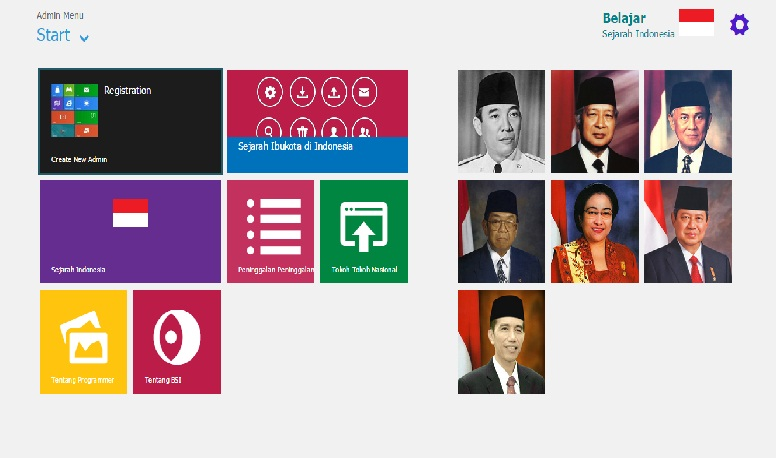 Admin Menu
Start
Belajar
Sejarah Indonesia
Registration
Create New Admin
Sejarah Ibukota di Indonesia
Sejarah Indonesia
Peninggalan Peninggalan
Tokoh Tokoh Nasional
Tentang Programmer
Tentang BSI